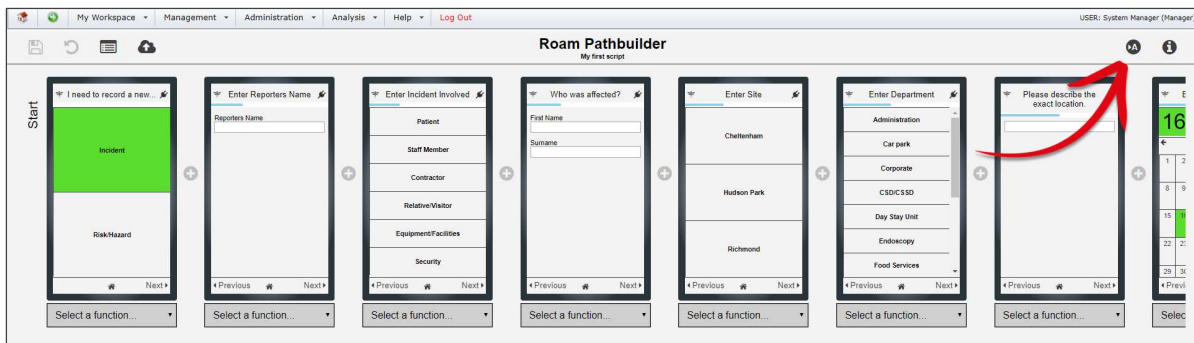 My Workspace Management Administration Analysis Help Log Out USER: System Manager (Manager)
Roam Pathbuilder
My first script
A
Start
I need to record a new...
Incident
Risk/Hazard
Next
Select a function...
Enter Reporters Name
Reporters Name
Previous Next
Select a function...
Enter Incident Involved
Patient
Staff Member
Contractor
Relative/Visitor
Equipment/Facilities
Security
Previous Next
Select a function...
Who was affected?
First Name
Surname
Previous Next
Select a function...
Enter Site
Cheltenham
Hudson Park
Richmond
Previous Next
Select a function...
Enter Department
Administration
Car park
Corporate
CSD/CSSD
Day Stay Unit
Endoscopy
Food Services
Previous Next
Select a function...
Please describe the
exact location.
Previous Next
Select a function...
E
16
1 2
8 9
15
22
29 30
Previ
Selec